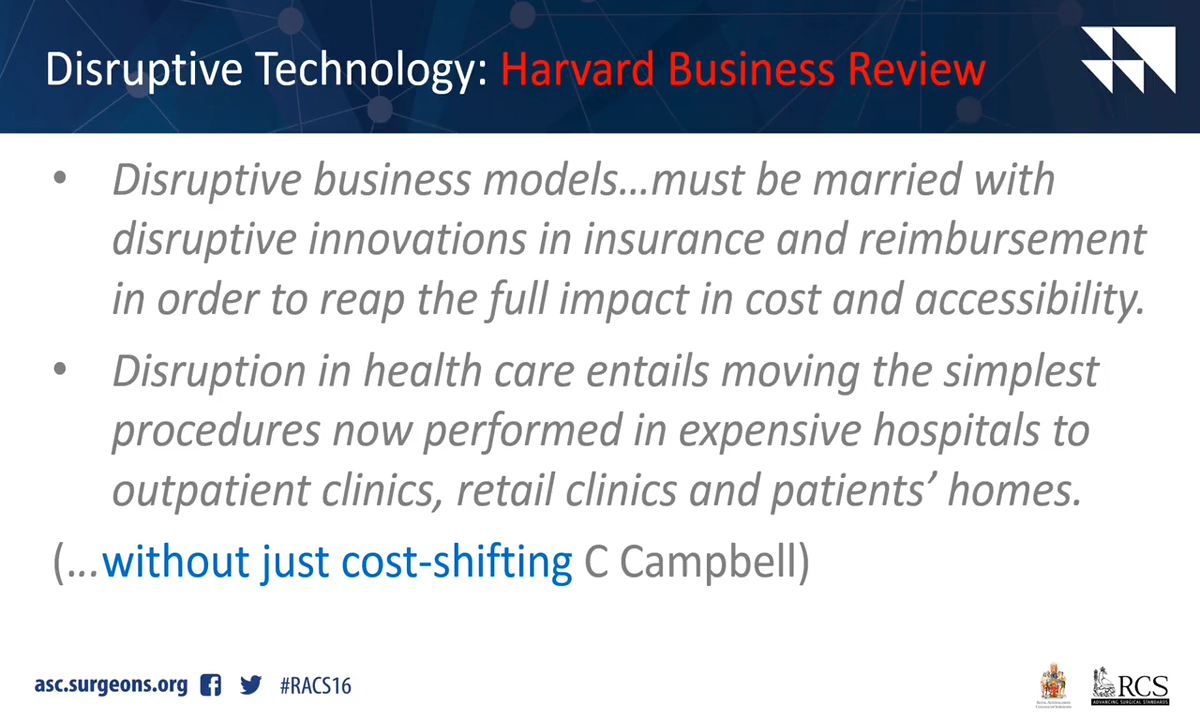 Disruptive Technology: Harvard Business Review
• Disruptive business models...must be married with
disruptive innovations in insurance and reimbursement
in order to reap the full impact in cost and accessibility.
• Disruption in health care entails moving the simplest
procedures now performed in expensive hospitals to
outpatient clinics, retail clinics and patients’ homes.
(...without just cost-shifting C Campbell)
asc.surgeons.org #RACS16
RCS
ADVANCING SURGICAL STANDARDS